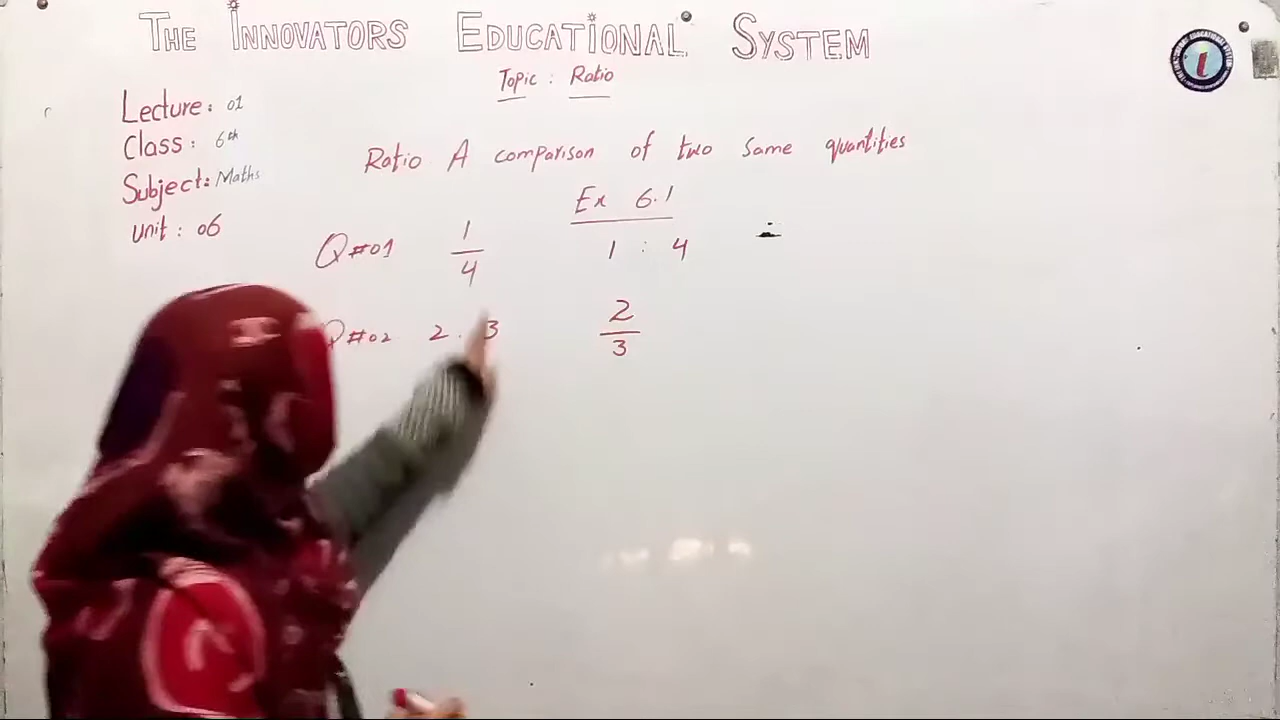 THE INNOVATORS EDUCATIONAL SYSTEM
Topic : Ratio
Lecture : 01
Class : 6th
Subject : Maths
unit : 06
Ratio A comparison of two same quantities
Ex 6.1
Q#01 1/4 1 : 4
Q#02 2 . 3 2/3